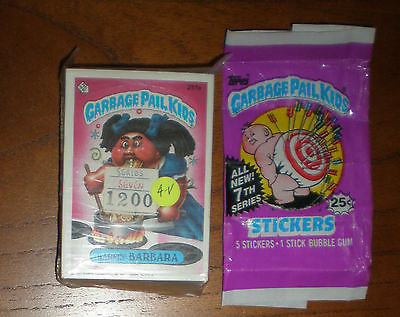 257a
GARBAGE PAIL KIDS
SERIES
SEVEN
1200
4-V
BARBARA
Topps
GARBAGE PAIL KIDS
ALL
NEW!
7TH
SERIES
25¢
STICKERS
5 STICKERS • 1 STICK BUBBLE GUM